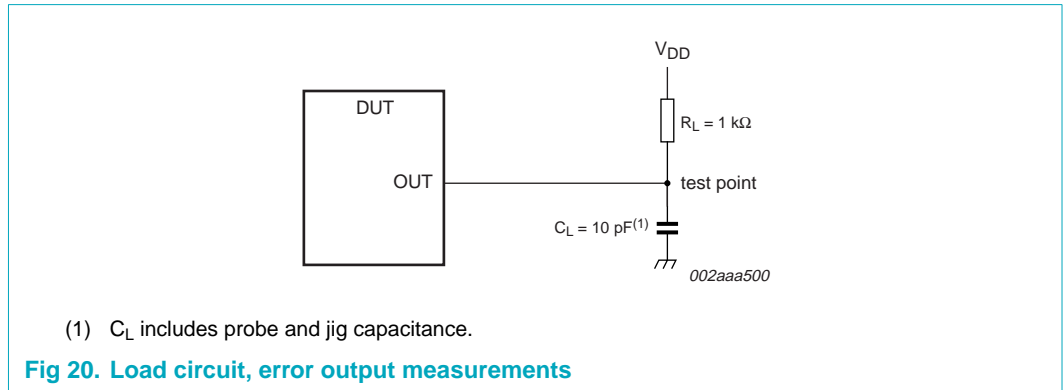 V_DD
DUT
R_L = 1 kΩ
OUT
test point
C_L = 10 pF(1)
002aaa500
(1) C_L includes probe and jig capacitance.
Fig 20. Load circuit, error output measurements